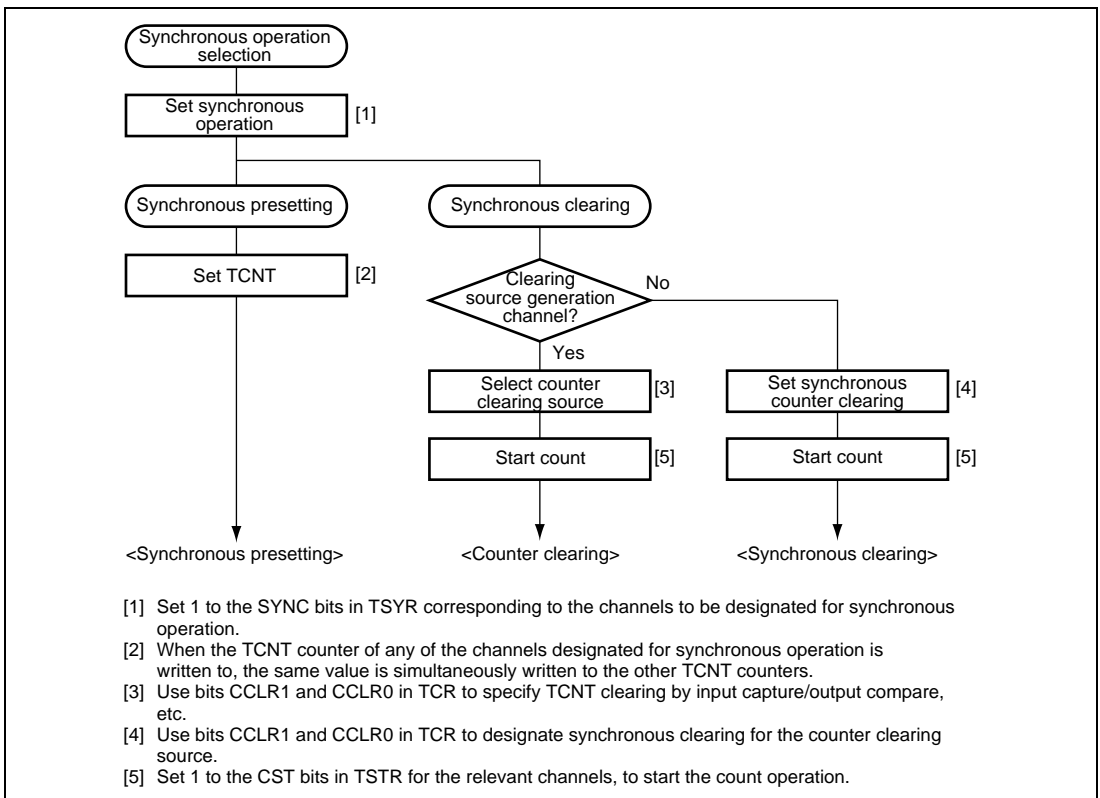 Synchronous operation
selection
Set synchronous
operation
[1]
Synchronous presetting
Synchronous clearing
Set TCNT
[2]
Clearing
source generation
channel?
No
Yes
Select counter
clearing source
[3]
Set synchronous
counter clearing
[4]
Start count
[5]
Start count
[5]
<Synchronous presetting>
<Counter clearing>
<Synchronous clearing>
[1] Set 1 to the SYNC bits in TSYR corresponding to the channels to be designated for synchronous
operation.
[2] When the TCNT counter of any of the channels designated for synchronous operation is
written to, the same value is simultaneously written to the other TCNT counters.
[3] Use bits CCLR1 and CCLR0 in TCR to specify TCNT clearing by input capture/output compare,
etc.
[4] Use bits CCLR1 and CCLR0 in TCR to designate synchronous clearing for the counter clearing
source.
[5] Set 1 to the CST bits in TSTR for the relevant channels, to start the count operation.